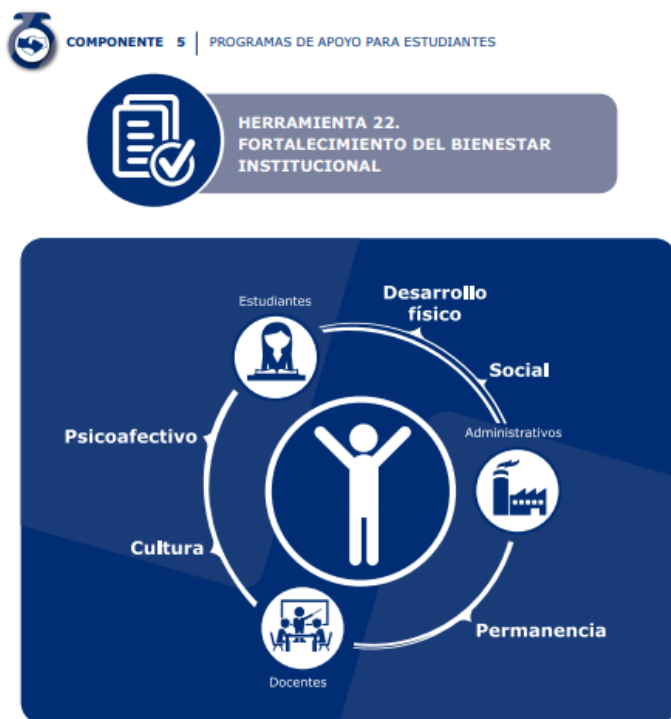 COMPONENTE 5 | PROGRAMAS DE APOYO PARA ESTUDIANTES
HERRAMIENTA 22.
FORTALECIMIENTO DEL BIENESTAR
INSTITUCIONAL
Estudiantes
Desarrollo
físico
Social
Administrativos
Psicoafectivo
Cultura
Permanencia
Docentes